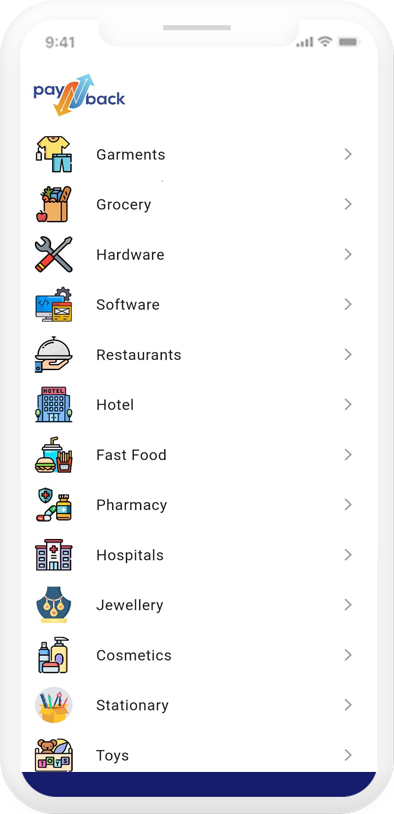 9:41
pay back
Garments
Grocery
Hardware
Software
Restaurants
HOTEL
Hotel
Fast Food
Pharmacy
Hospitals
Jewellery
Cosmetics
Stationary
Toys
TOYS